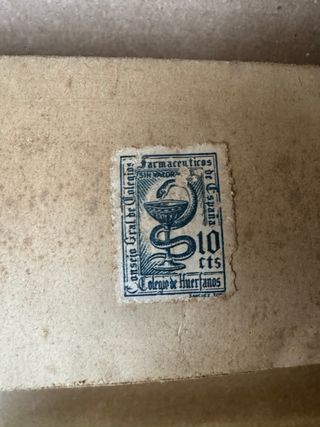 Consejo Gral de Colegios
Farmaceuticos
de España
SIN VALOR
10
cts
Colegio de Huerfanos